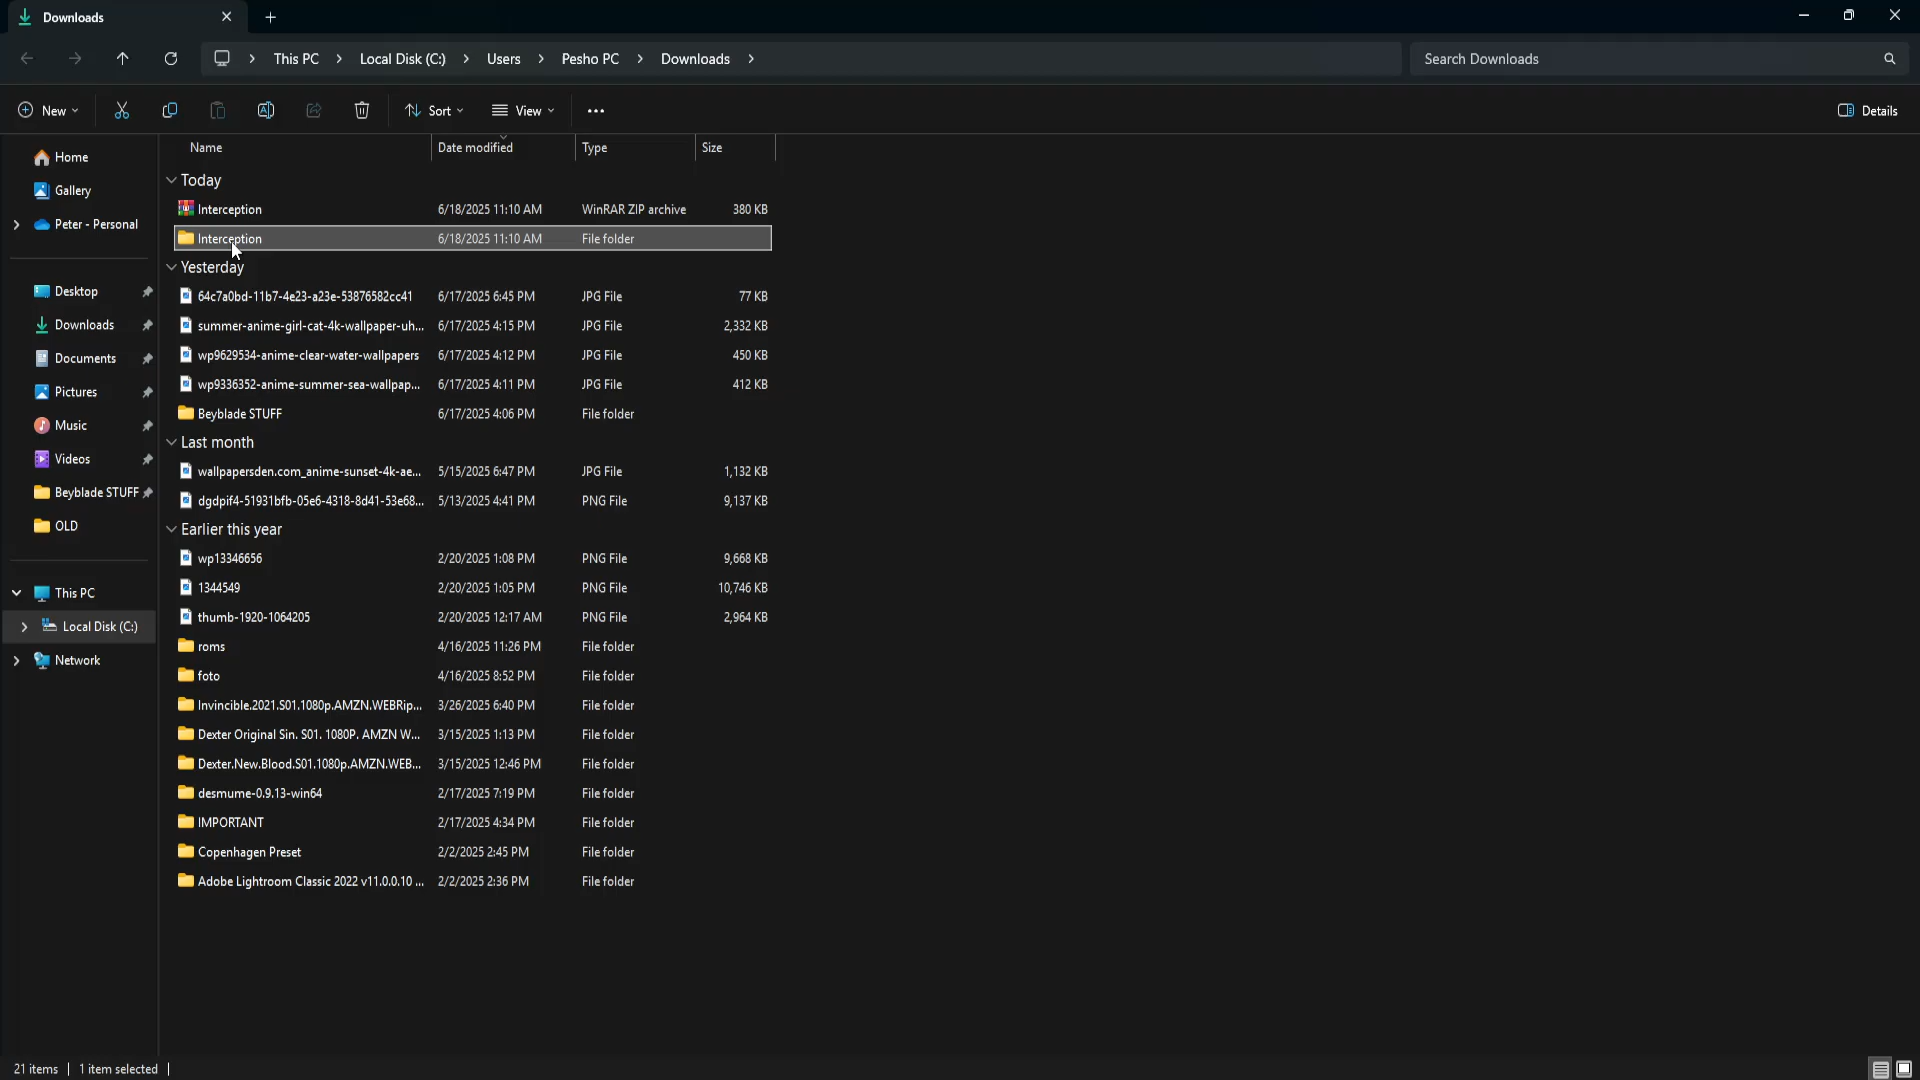 Downloads
This PC > Local Disk (C:) > Users > Pesho PC > Downloads >
Search Downloads
New
Sort
View
Details
Home
Gallery
Peter - Personal
Desktop
Downloads
Documents
Pictures
Music
Videos
Beyblade STUFF
OLD
This PC
Local Disk (C:)
Network
Name Date modified Type Size
Today
Interception 6/18/2025 11:10 AM WinRAR ZIP archive 380 KB
Interception 6/18/2025 11:10 AM File folder
Yesterday
64c7a0bd-11b7-4e23-a23e-53876582cc41 6/17/2025 6:45 PM JPG File 77 KB
summer-anime-girl-cat-4k-wallpaper-uh... 6/17/2025 4:15 PM JPG File 2,332 KB
wp9629534-anime-clear-water-wallpapers 6/17/2025 4:12 PM JPG File 450 KB
wp9336352-anime-summer-sea-wallpap... 6/17/2025 4:11 PM JPG File 412 KB
Beyblade STUFF 6/17/2025 4:06 PM File folder
Last month
wallpapersden.com_anime-sunset-4k-ae... 5/15/2025 6:47 PM JPG File 1,132 KB
dgdpif4-51931bfb-05e6-4318-8d41-53e68... 5/13/2025 4:41 PM PNG File 9,137 KB
Earlier this year
wp13346656 2/20/2025 1:08 PM PNG File 9,668 KB
1344549 2/20/2025 1:05 PM PNG File 10,746 KB
thumb-1920-1064205 2/20/2025 12:17 AM PNG File 2,964 KB
roms 4/16/2025 11:26 PM File folder
foto 4/16/2025 8:52 PM File folder
Invincible.2021.S01.1080p.AMZN.WEBRip... 3/26/2025 6:40 PM File folder
Dexter Original Sin. S01. 1080P. AMZN W... 3/15/2025 1:13 PM File folder
Dexter.New.Blood.S01.1080p.AMZN.WEB... 3/15/2025 12:46 PM File folder
desmume-0.9.13-win64 2/17/2025 7:19 PM File folder
IMPORTANT 2/17/2025 4:34 PM File folder
Copenhagen Preset 2/2/2025 2:45 PM File folder
Adobe Lightroom Classic 2022 v11.0.0.10 ... 2/2/2025 2:36 PM File folder
21 items | 1 item selected |